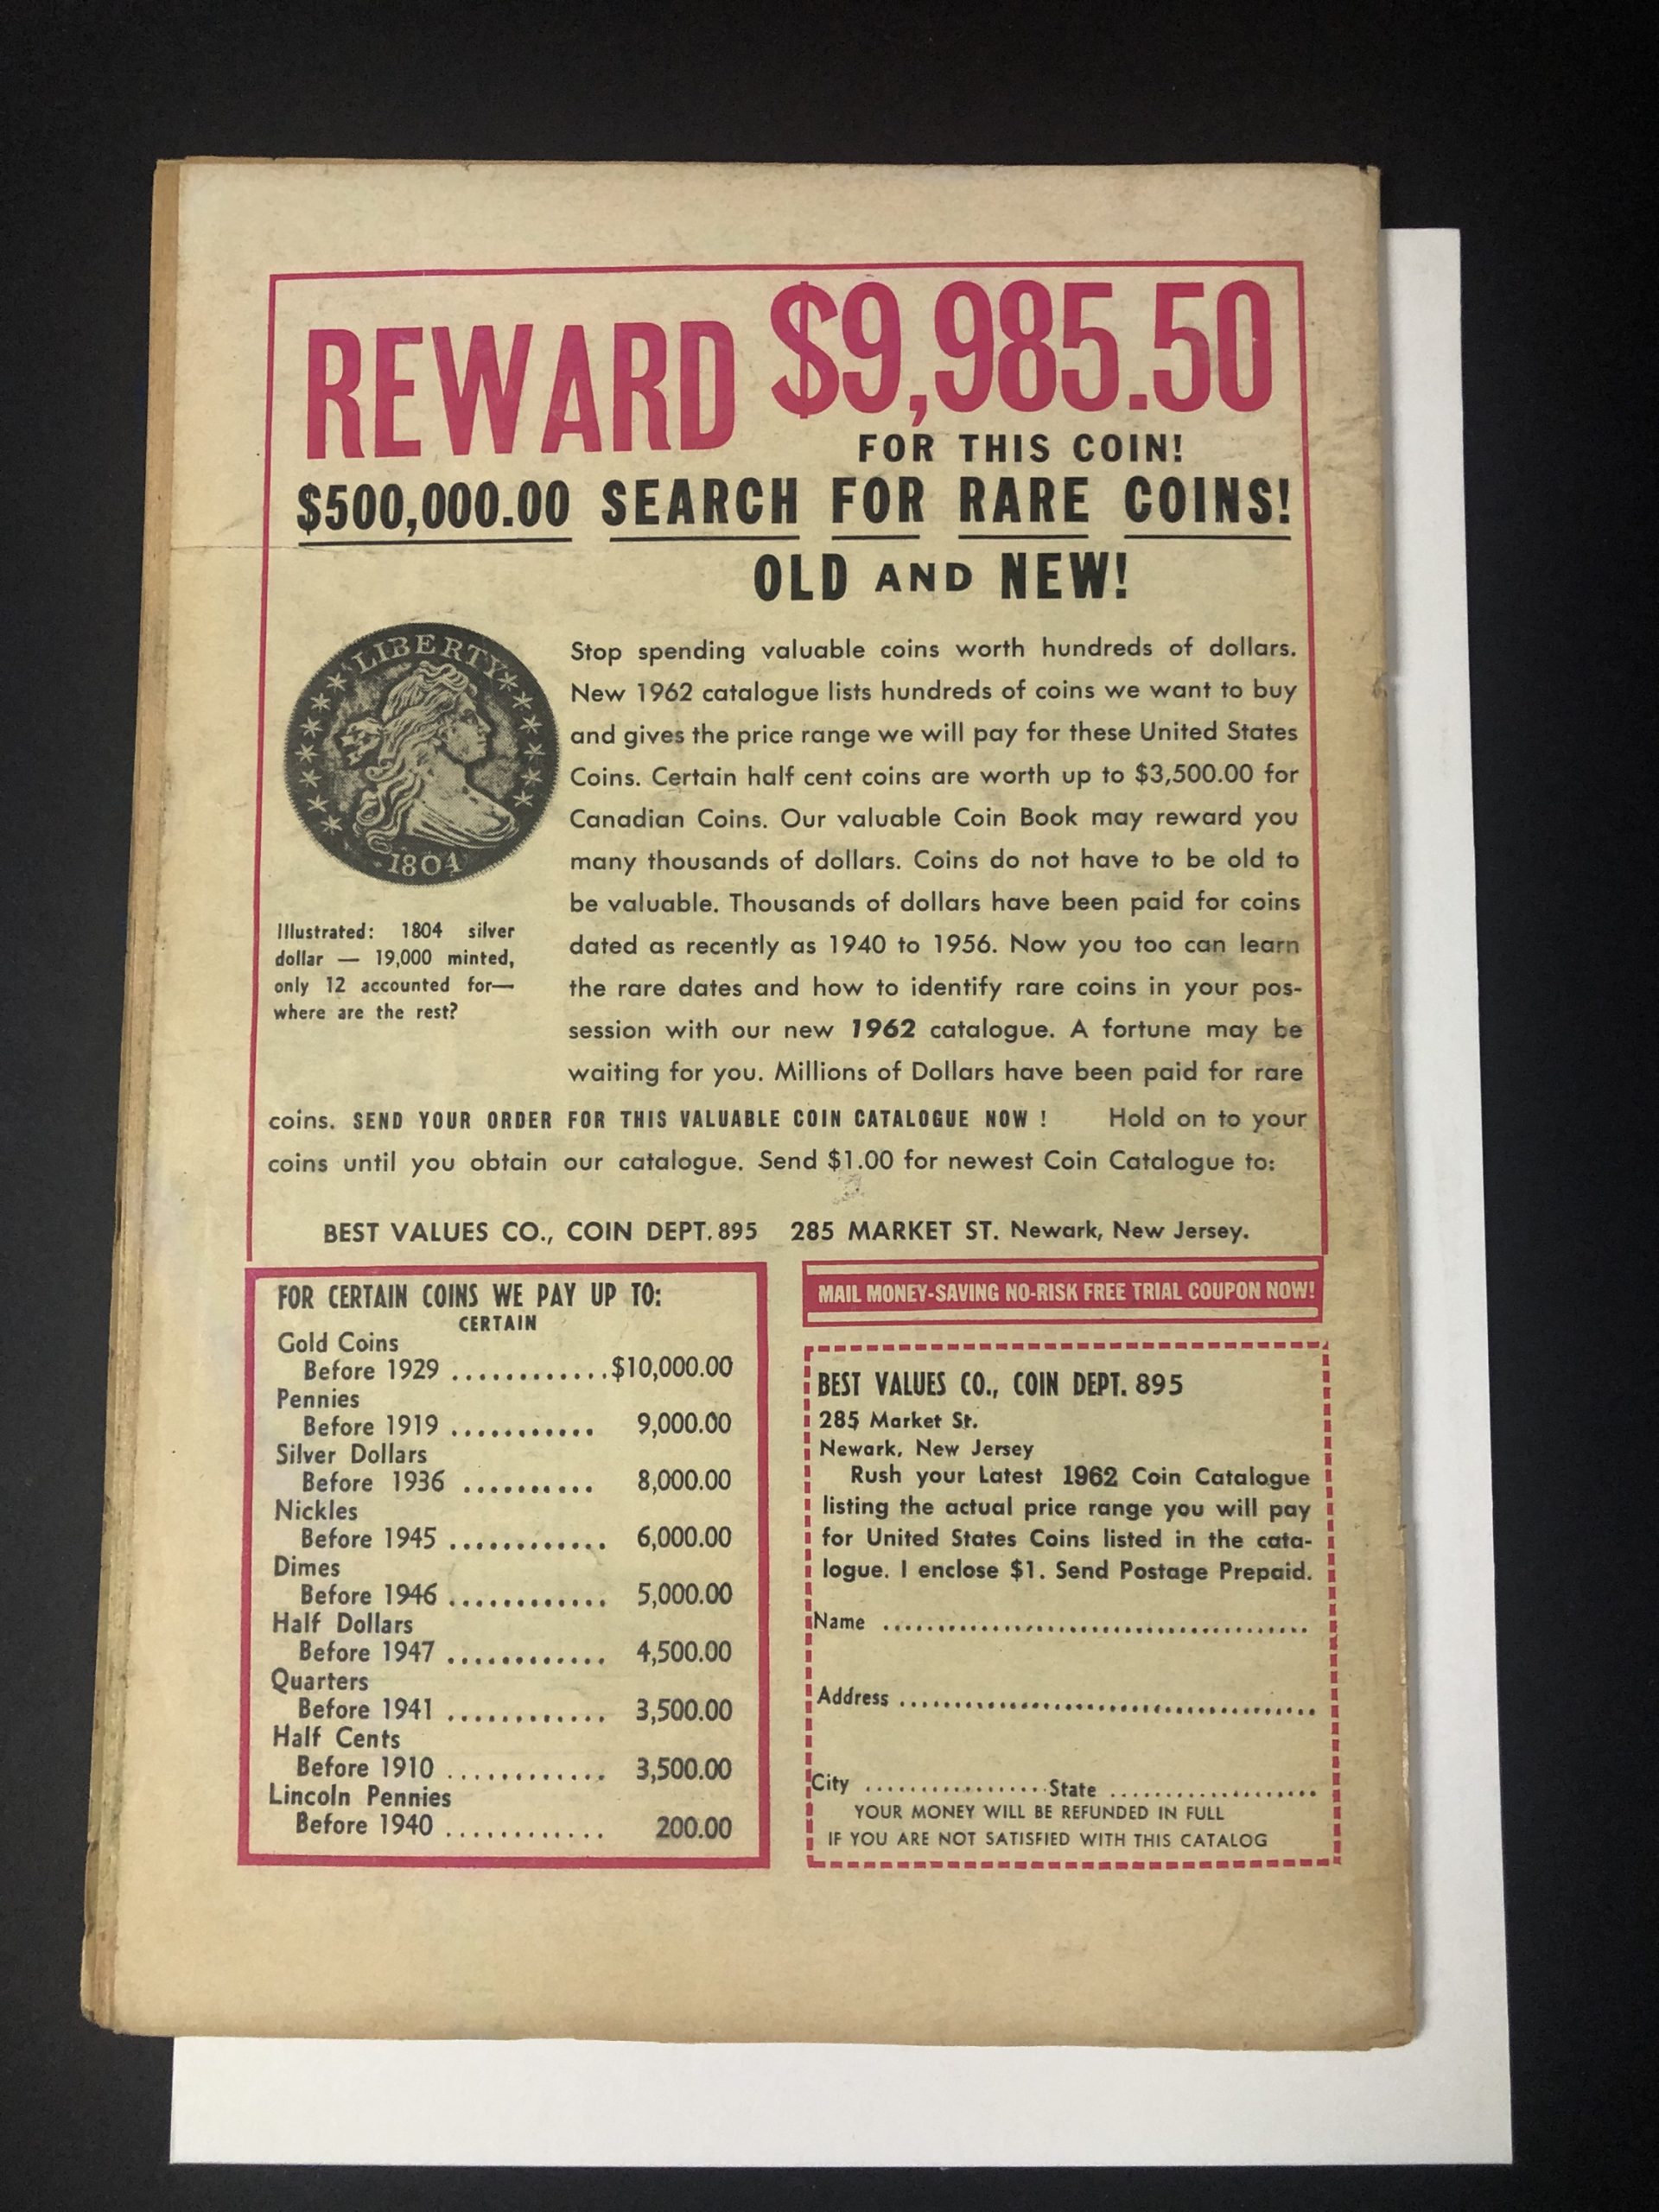 REWARD $9,985.50
FOR THIS COIN!
$500,000.00 SEARCH FOR RARE COINS!
OLD AND NEW!
LIBERTY
1804
Illustrated: 1804 silver
dollar — 19,000 minted,
only 12 accounted for—
where are the rest?
Stop spending valuable coins worth hundreds of dollars.
New 1962 catalogue lists hundreds of coins we want to buy
and gives the price range we will pay for these United States
Coins. Certain half cent coins are worth up to $3,500.00 for
Canadian Coins. Our valuable Coin Book may reward you
many thousands of dollars. Coins do not have to be old to
be valuable. Thousands of dollars have been paid for coins
dated as recently as 1940 to 1956. Now you too can learn
the rare dates and how to identify rare coins in your pos-
session with our new 1962 catalogue. A fortune may be
waiting for you. Millions of Dollars have been paid for rare
coins. SEND YOUR ORDER FOR THIS VALUABLE COIN CATALOGUE NOW ! Hold on to your
coins until you obtain our catalogue. Send $1.00 for newest Coin Catalogue to:
BEST VALUES CO., COIN DEPT. 895 285 MARKET ST. Newark, New Jersey.
FOR CERTAIN COINS WE PAY UP TO:
CERTAIN
Gold Coins
Before 1929 ............$10,000.00
Pennies
Before 1919 ........... 9,000.00
Silver Dollars
Before 1936 .......... 8,000.00
Nickles
Before 1945 ............ 6,000.00
Dimes
Before 1946 ............ 5,000.00
Half Dollars
Before 1947 ............ 4,500.00
Quarters
Before 1941 ............ 3,500.00
Half Cents
Before 1910 ............ 3,500.00
Lincoln Pennies
Before 1940 ............ 200.00
MAIL MONEY-SAVING NO-RISK FREE TRIAL COUPON NOW!
BEST VALUES CO., COIN DEPT. 895
285 Market St.
Newark, New Jersey
Rush your Latest 1962 Coin Catalogue
listing the actual price range you will pay
for United States Coins listed in the cata-
logue. I enclose $1. Send Postage Prepaid.
Name .......................................
Address ......................................
City .................State ...................
YOUR MONEY WILL BE REFUNDED IN FULL
IF YOU ARE NOT SATISFIED WITH THIS CATALOG